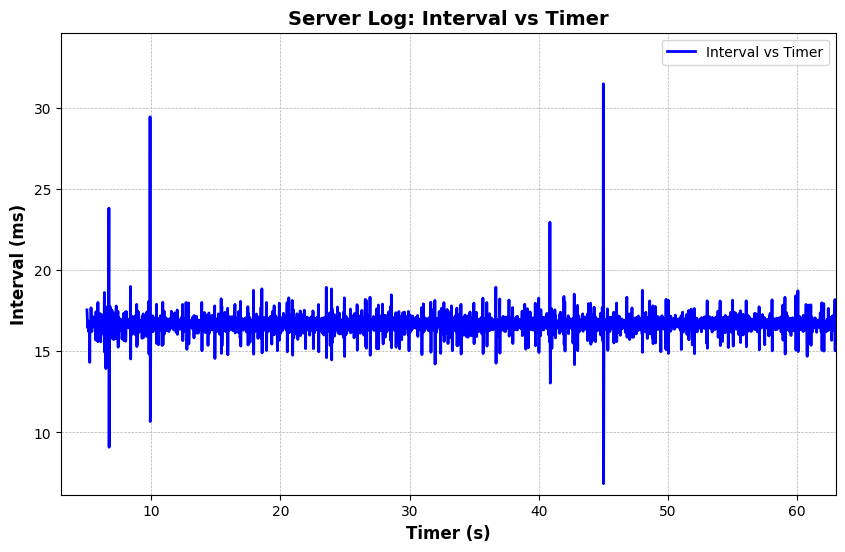 Server Log: Interval vs Timer
Interval vs Timer
Interval (ms)
30
25
20
15
10
10 20 30 40 50 60
Timer (s)